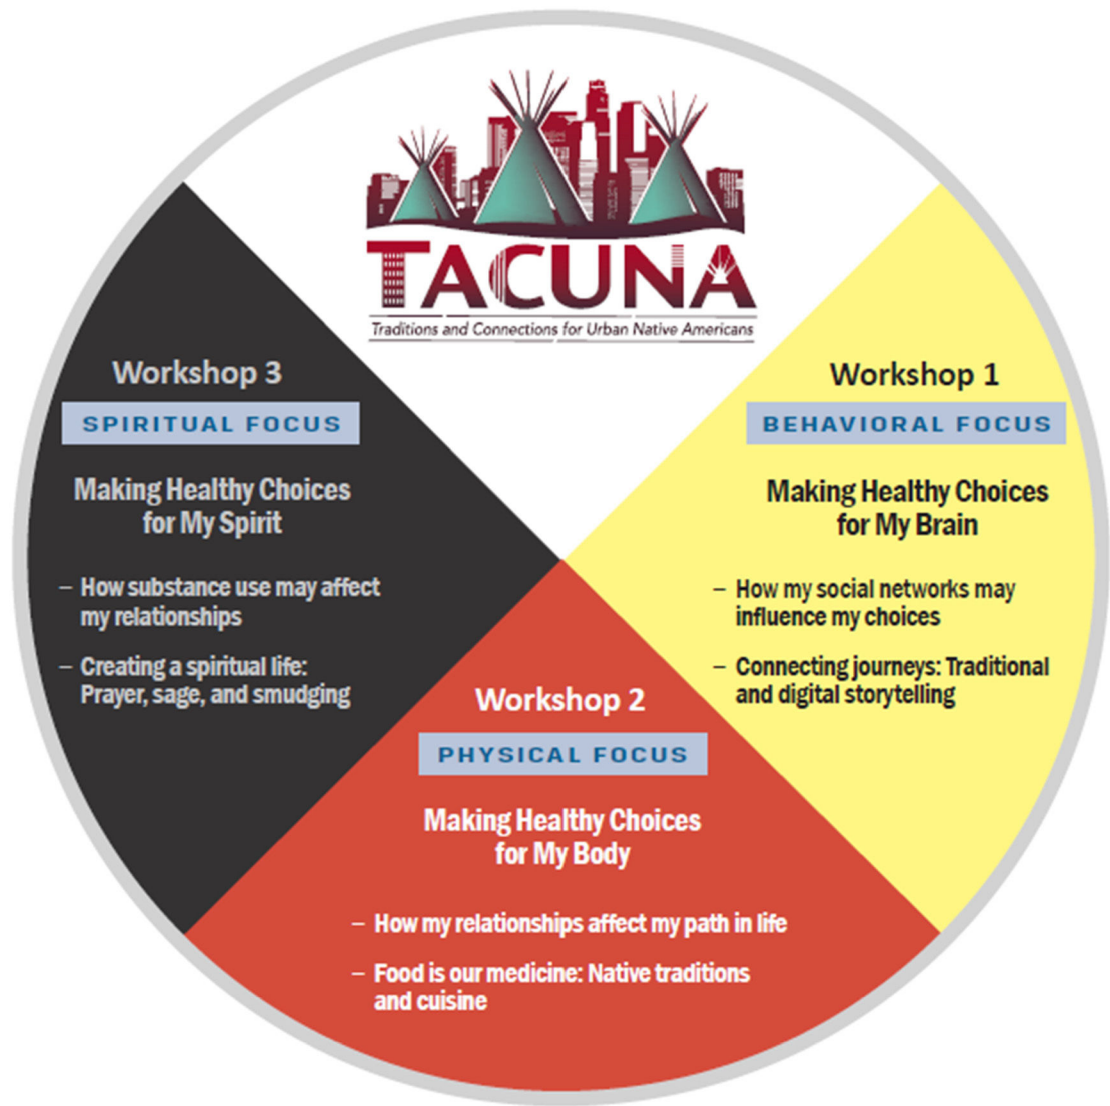 TACUNA
Traditions and Connections for Urban Native Americans
Workshop 1
BEHAVIORAL FOCUS
Making Healthy Choices
for My Brain
– How my social networks may
influence my choices
– Connecting journeys: Traditional
and digital storytelling
Workshop 2
PHYSICAL FOCUS
Making Healthy Choices
for My Body
– How my relationships affect my path in life
– Food is our medicine: Native traditions
and cuisine
Workshop 3
SPIRITUAL FOCUS
Making Healthy Choices
for My Spirit
– How substance use may affect
my relationships
– Creating a spiritual life:
Prayer, sage, and smudging